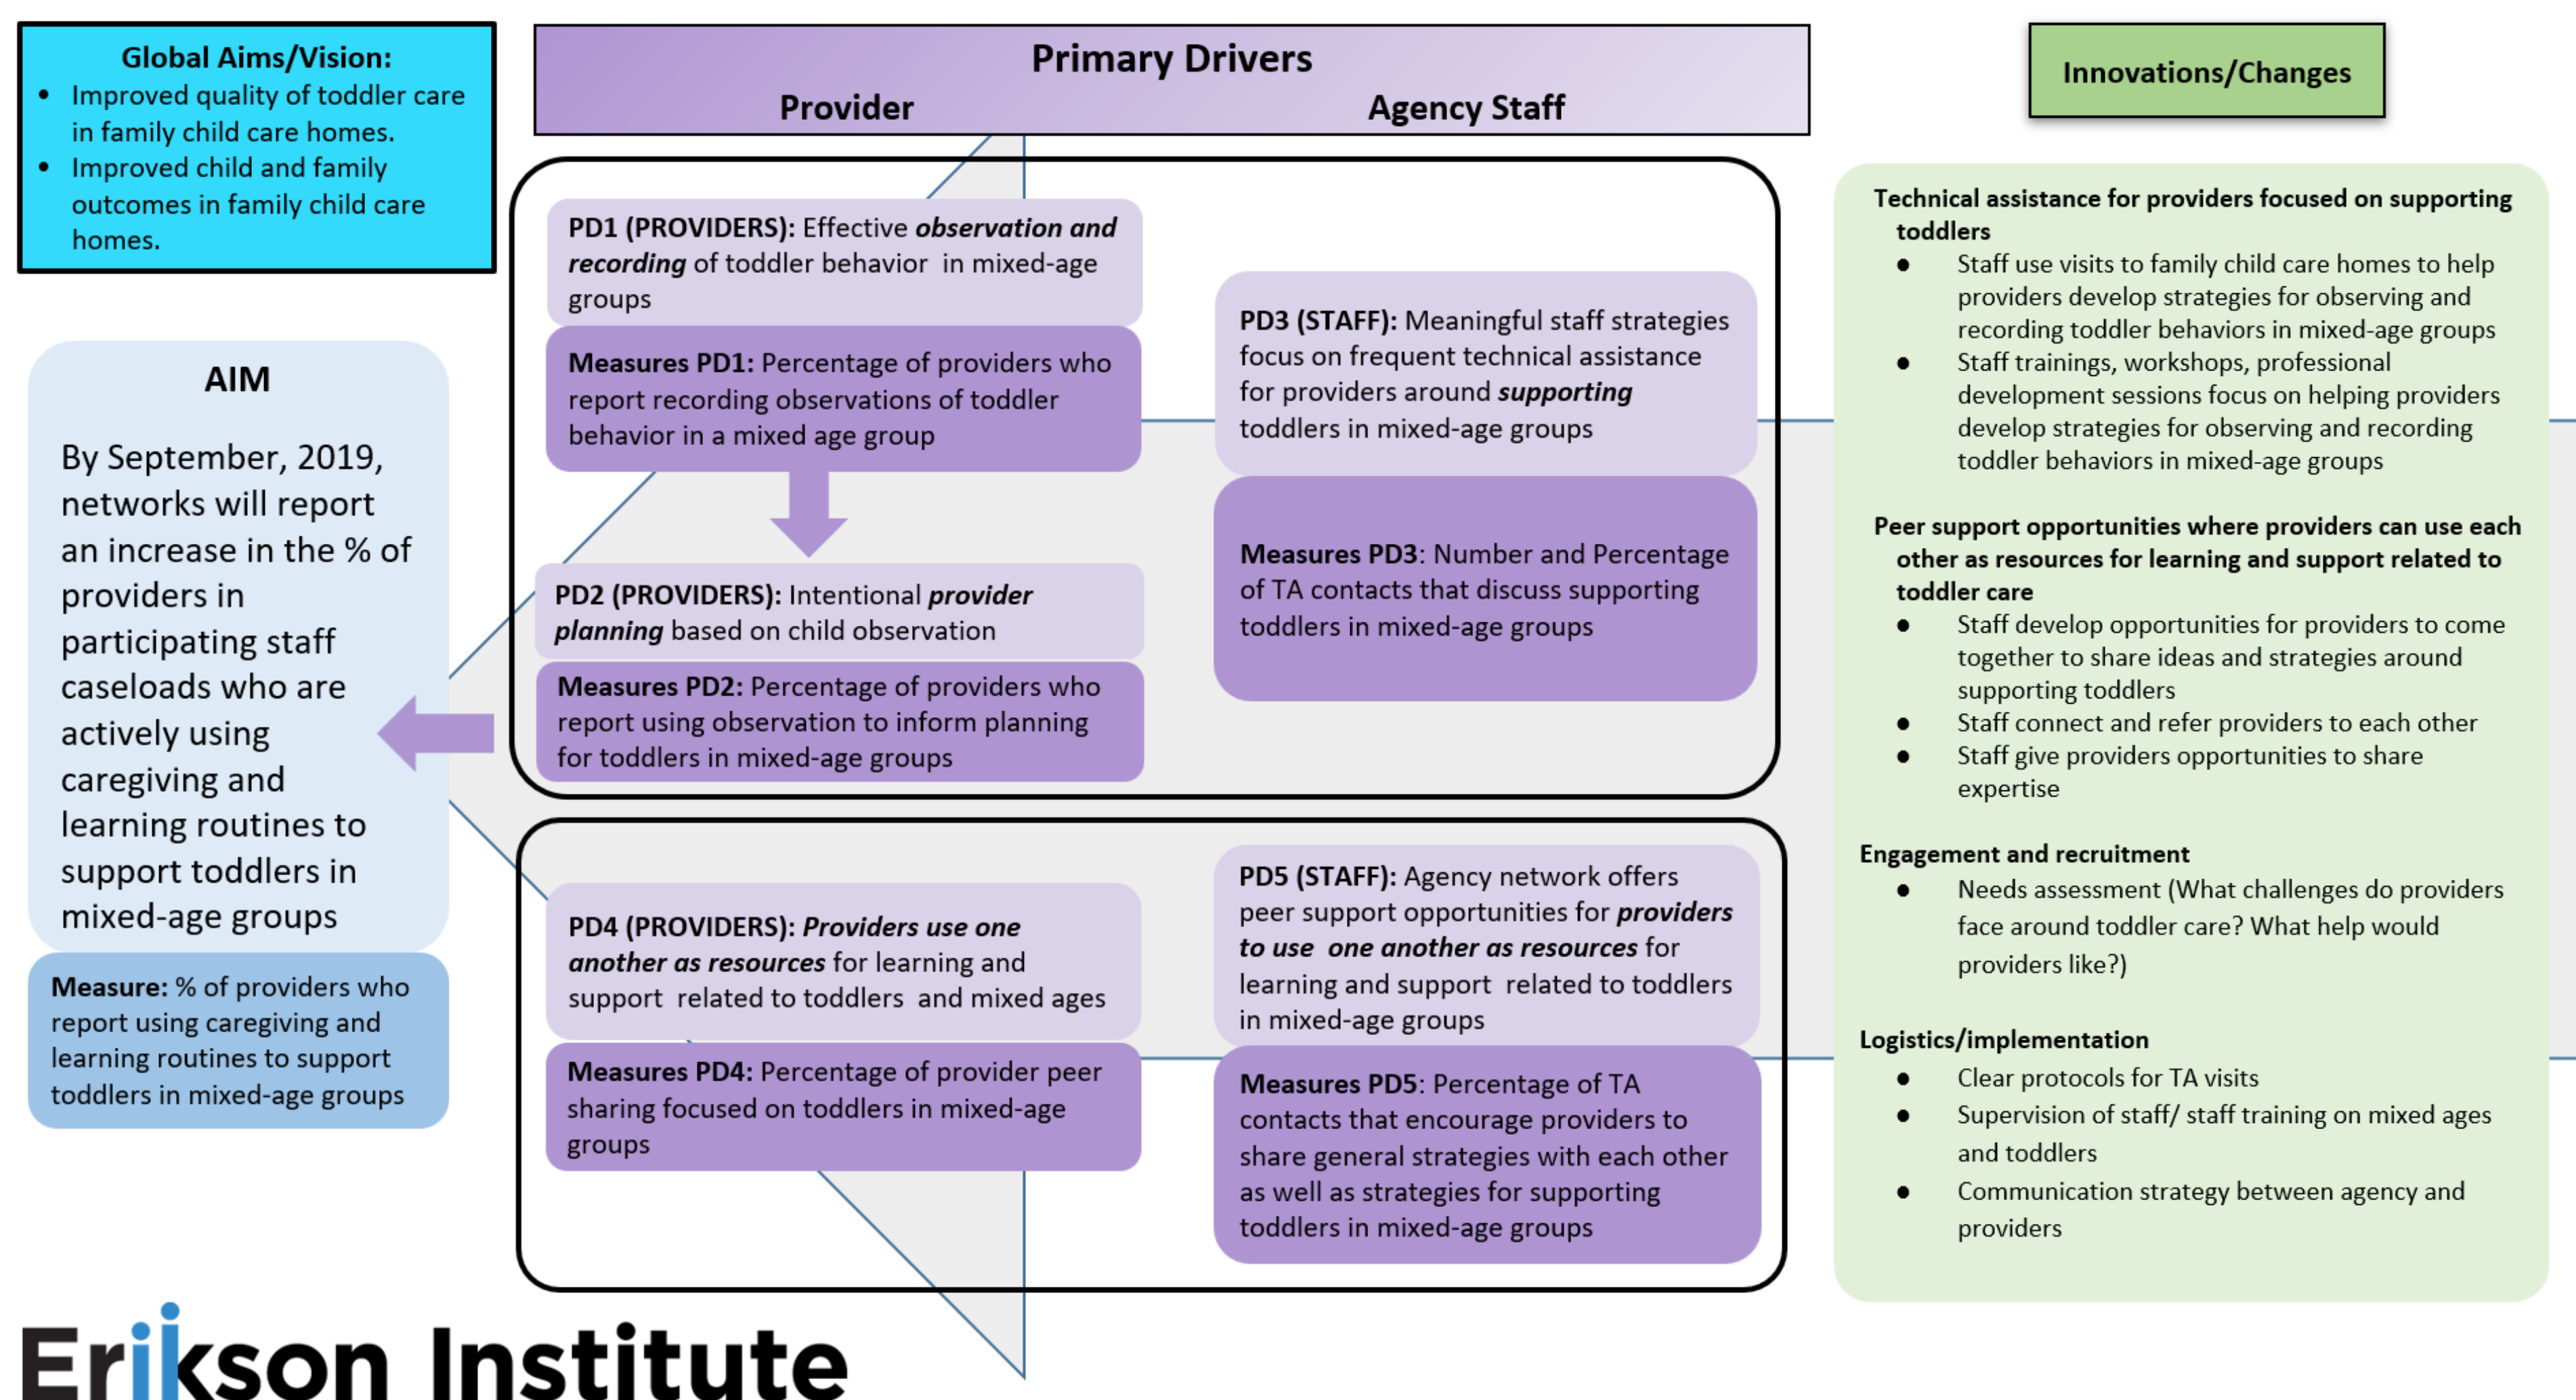 Global Aims/Vision:
• Improved quality of toddler care
in family child care homes.
• Improved child and family
outcomes in family child care
homes.
AIM
By September, 2019,
networks will report
an increase in the % of
providers in
participating staff
caseloads who are
actively using
caregiving and
learning routines to
support toddlers in
mixed-age groups
Measure: % of providers who
report using caregiving and
learning routines to support
toddlers in mixed-age groups
Primary Drivers
Provider Agency Staff
PD1 (PROVIDERS): Effective observation and
recording of toddler behavior in mixed-age
groups
Measures PD1: Percentage of providers who
report recording observations of toddler
behavior in a mixed age group
PD2 (PROVIDERS): Intentional provider
planning based on child observation
Measures PD2: Percentage of providers who
report using observation to inform planning
for toddlers in mixed-age groups
PD3 (STAFF): Meaningful staff strategies
focus on frequent technical assistance
for providers around supporting
toddlers in mixed-age groups
Measures PD3: Number and Percentage
of TA contacts that discuss supporting
toddlers in mixed-age groups
PD4 (PROVIDERS): Providers use one
another as resources for learning and
support related to toddlers and mixed ages
Measures PD4: Percentage of provider peer
sharing focused on toddlers in mixed-age
groups
PD5 (STAFF): Agency network offers
peer support opportunities for providers
to use one another as resources for
learning and support related to toddlers
in mixed-age groups
Measures PD5: Percentage of TA
contacts that encourage providers to
share general strategies with each other
as well as strategies for supporting
toddlers in mixed-age groups
Innovations/Changes
Technical assistance for providers focused on supporting
toddlers
● Staff use visits to family child care homes to help
providers develop strategies for observing and
recording toddler behaviors in mixed-age groups
● Staff trainings, workshops, professional
development sessions focus on helping providers
develop strategies for observing and recording
toddler behaviors in mixed-age groups
Peer support opportunities where providers can use each
other as resources for learning and support related to
toddler care
● Staff develop opportunities for providers to come
together to share ideas and strategies around
supporting toddlers
● Staff connect and refer providers to each other
● Staff give providers opportunities to share
expertise
Engagement and recruitment
● Needs assessment (What challenges do providers
face around toddler care? What help would
providers like?)
Logistics/implementation
● Clear protocols for TA visits
● Supervision of staff/ staff training on mixed ages
and toddlers
● Communication strategy between agency and
providers
Erikson Institute